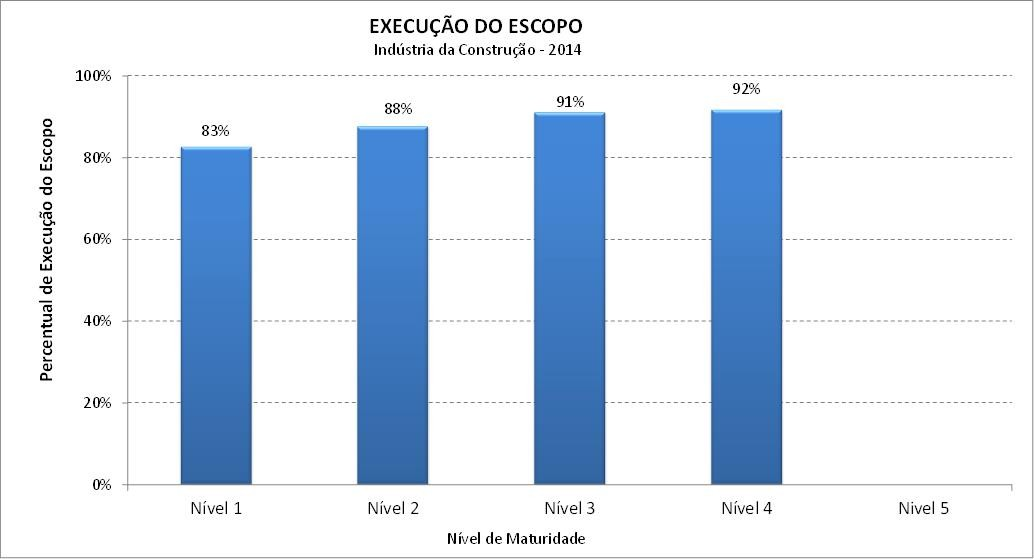 EXECUÇÃO DO ESCOPO
Indústria da Construção - 2014
Percentual de Execução do Escopo
100%
80%
60%
40%
20%
0%
83%
88%
91%
92%
Nível 1
Nível 2
Nível 3
Nível 4
Nivel 5
Nível de Maturidade